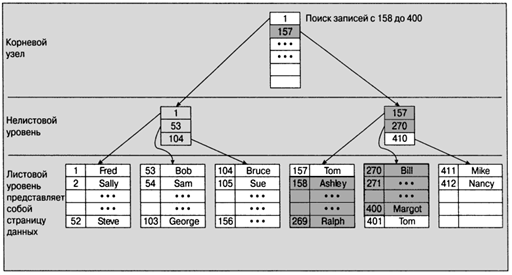 1
Поиск записей с 158 до 400
157
•••
•••
Корневой
узел
Нелистовой
уровень
1
53
104
157
270
410
Листовой
уровень
представляет
собой
страницу
данных
1 Fred
2 Sally
•••
•••
52 Steve
53 Bob
54 Sam
•••
•••
103 George
104 Bruce
105 Sue
•••
•••
156 •••
157 Tom
158 Ashley
•••
•••
269 Ralph
270 Bill
271 •••
•••
400 Margot
401 Tom
411 Mike
412 Nancy